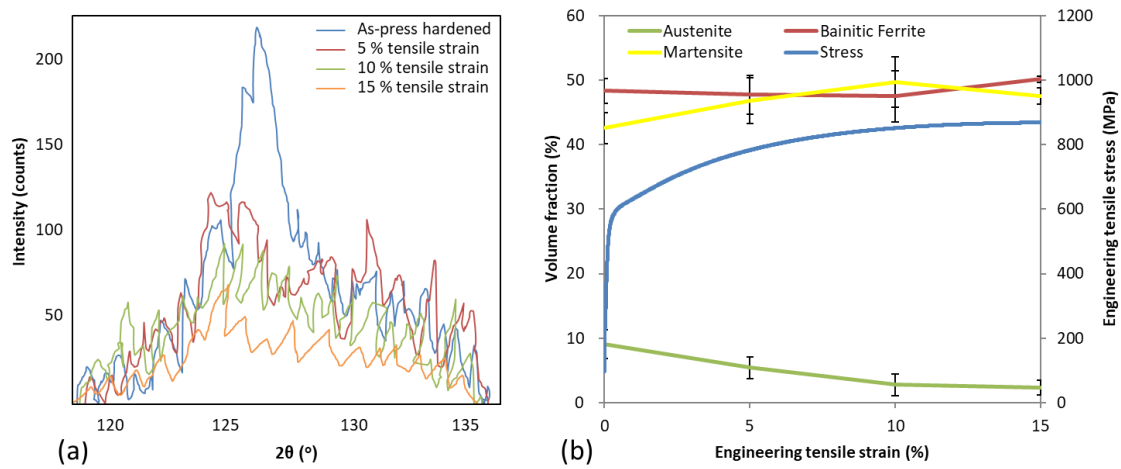 As-press hardened
5 % tensile strain
10 % tensile strain
15 % tensile strain
200
150
100
50
Intensity (counts)
120
125
130
135
2θ (°)
(a)
Austenite
Bainitic Ferrite
Martensite
Stress
60
50
40
30
20
10
0
Volume fraction (%)
1200
1000
800
600
400
200
0
Engineering tensile stress (MPa)
0
5
10
15
Engineering tensile strain (%)
(b)